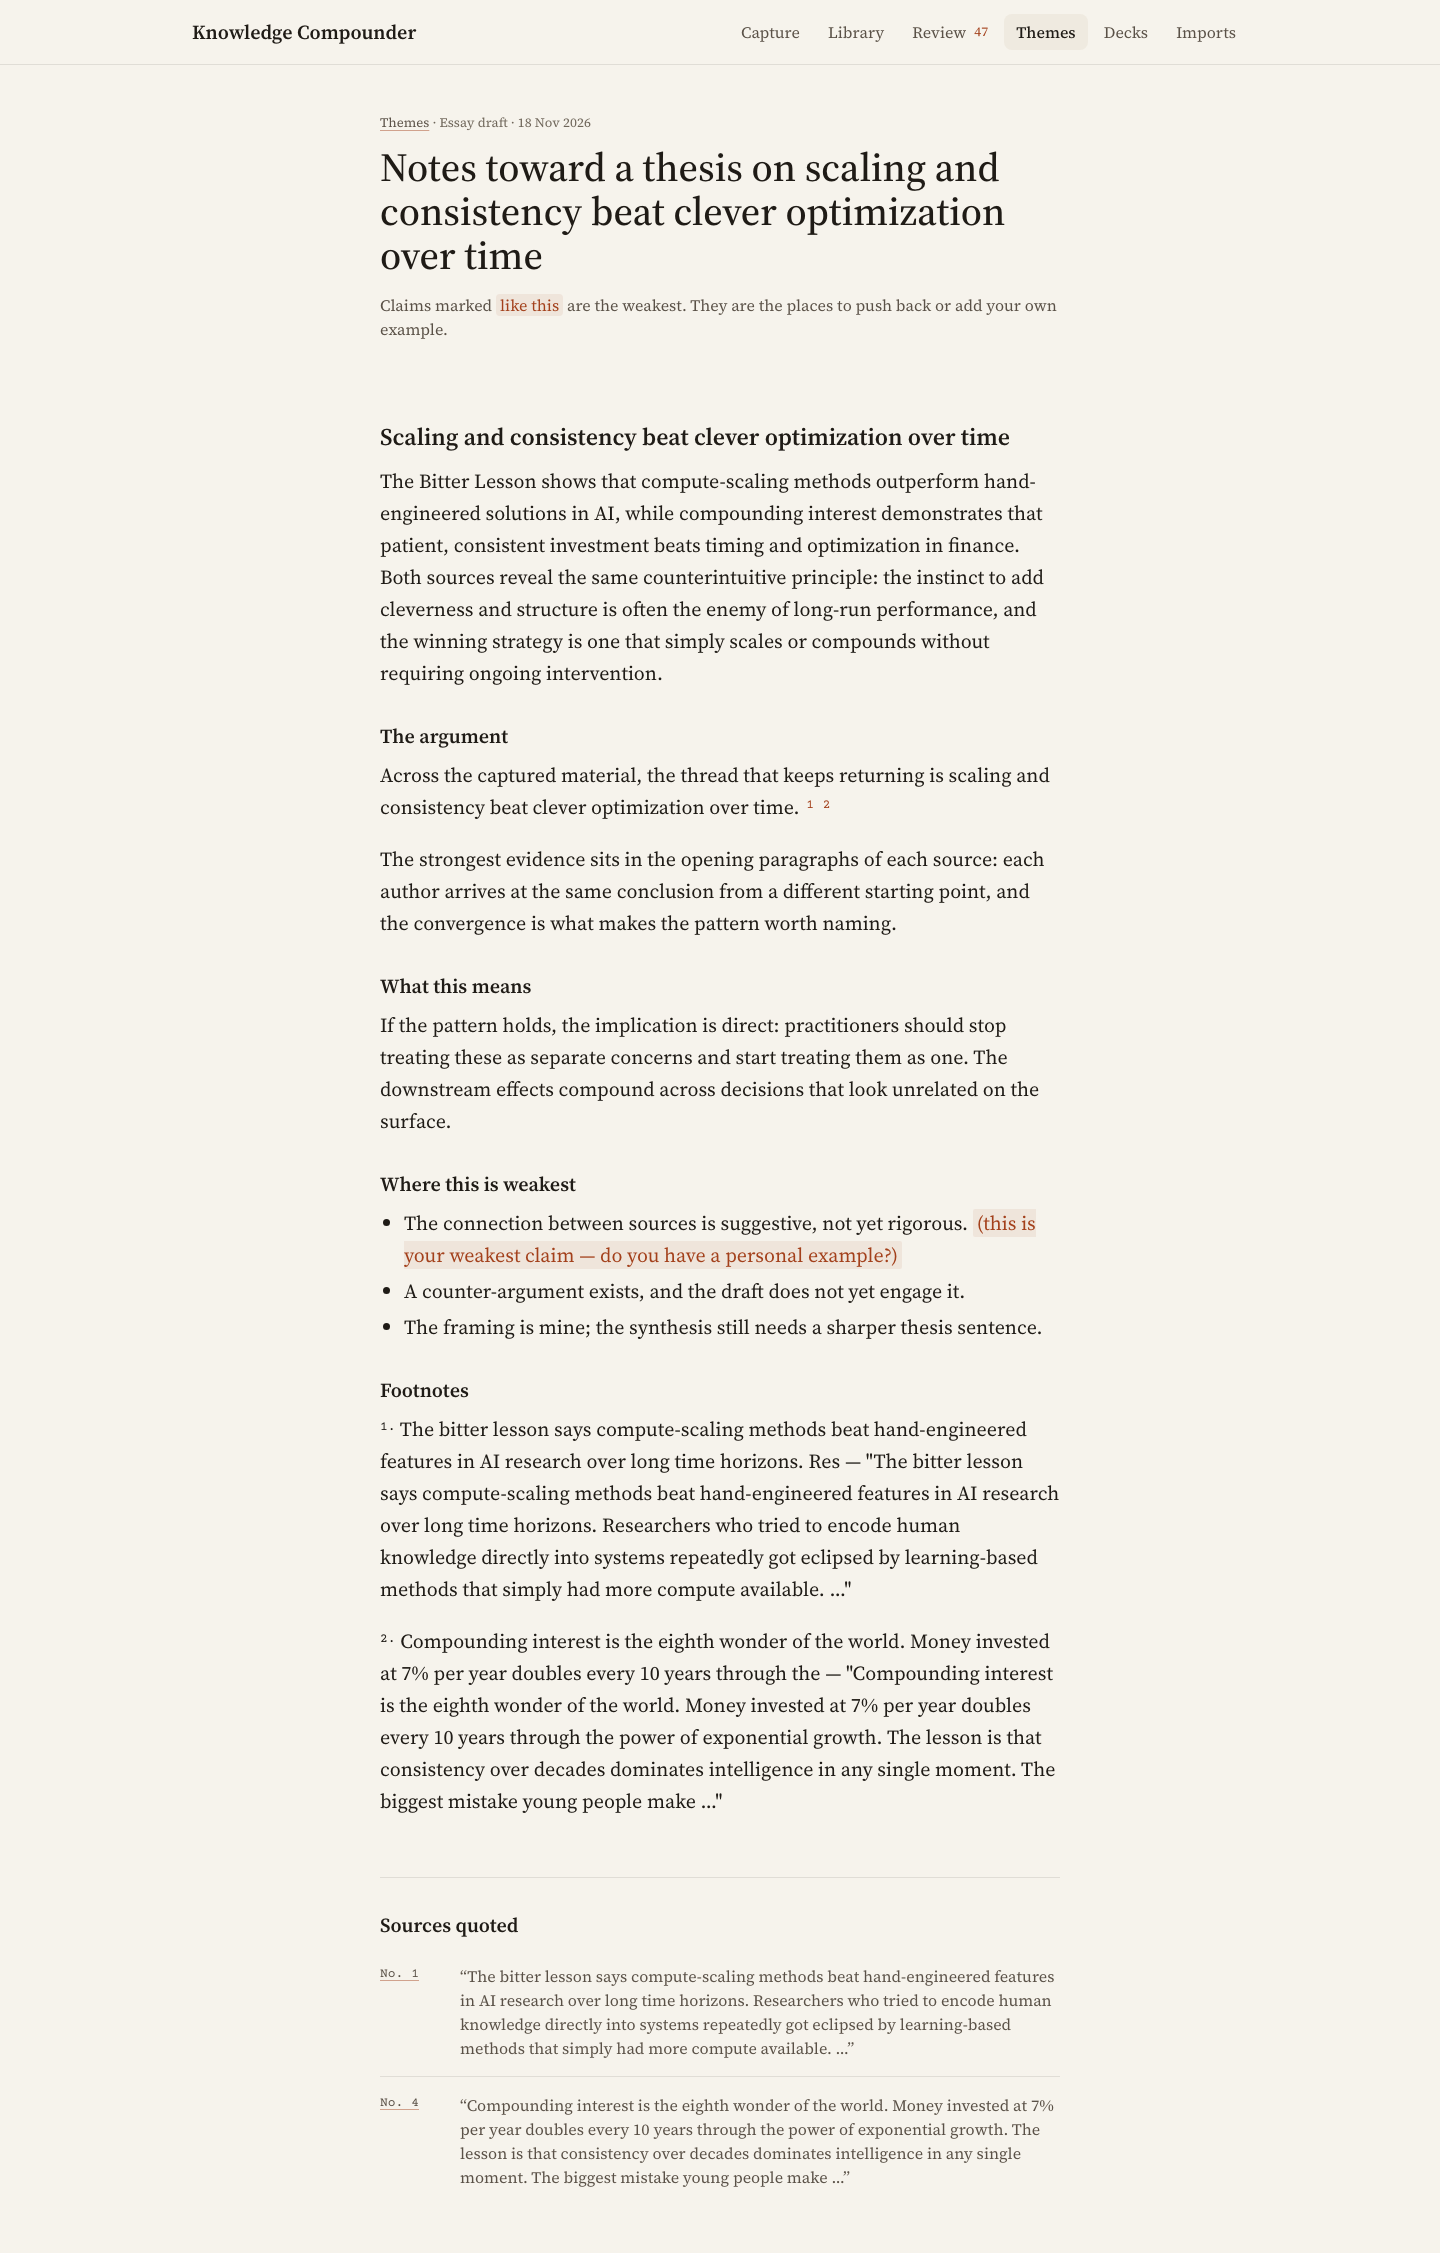 Knowledge Compounder
Capture Library Review 47 Themes Decks Imports
Themes · Essay draft · 18 Nov 2026
Notes toward a thesis on scaling and
consistency beat clever optimization
over time
Claims marked like this are the weakest. They are the places to push back or add your own
example.
Scaling and consistency beat clever optimization over time
The Bitter Lesson shows that compute-scaling methods outperform hand-
engineered solutions in AI, while compounding interest demonstrates that
patient, consistent investment beats timing and optimization in finance.
Both sources reveal the same counterintuitive principle: the instinct to add
cleverness and structure is often the enemy of long-run performance, and
the winning strategy is one that simply scales or compounds without
requiring ongoing intervention.
The argument
Across the captured material, the thread that keeps returning is scaling and
consistency beat clever optimization over time. 1 2
The strongest evidence sits in the opening paragraphs of each source: each
author arrives at the same conclusion from a different starting point, and
the convergence is what makes the pattern worth naming.
What this means
If the pattern holds, the implication is direct: practitioners should stop
treating these as separate concerns and start treating them as one. The
downstream effects compound across decisions that look unrelated on the
surface.
Where this is weakest
• The connection between sources is suggestive, not yet rigorous. (this is
your weakest claim — do you have a personal example?)
• A counter-argument exists, and the draft does not yet engage it.
• The framing is mine; the synthesis still needs a sharper thesis sentence.
Footnotes
1. The bitter lesson says compute-scaling methods beat hand-engineered
features in AI research over long time horizons. Res — "The bitter lesson
says compute-scaling methods beat hand-engineered features in AI research
over long time horizons. Researchers who tried to encode human
knowledge directly into systems repeatedly got eclipsed by learning-based
methods that simply had more compute available. ..."
2. Compounding interest is the eighth wonder of the world. Money invested
at 7% per year doubles every 10 years through the — "Compounding interest
is the eighth wonder of the world. Money invested at 7% per year doubles
every 10 years through the power of exponential growth. The lesson is that
consistency over decades dominates intelligence in any single moment. The
biggest mistake young people make ..."
Sources quoted
No. 1 “The bitter lesson says compute-scaling methods beat hand-engineered features
in AI research over long time horizons. Researchers who tried to encode human
knowledge directly into systems repeatedly got eclipsed by learning-based
methods that simply had more compute available. ...”
No. 4 “Compounding interest is the eighth wonder of the world. Money invested at 7%
per year doubles every 10 years through the power of exponential growth. The
lesson is that consistency over decades dominates intelligence in any single
moment. The biggest mistake young people make ...”